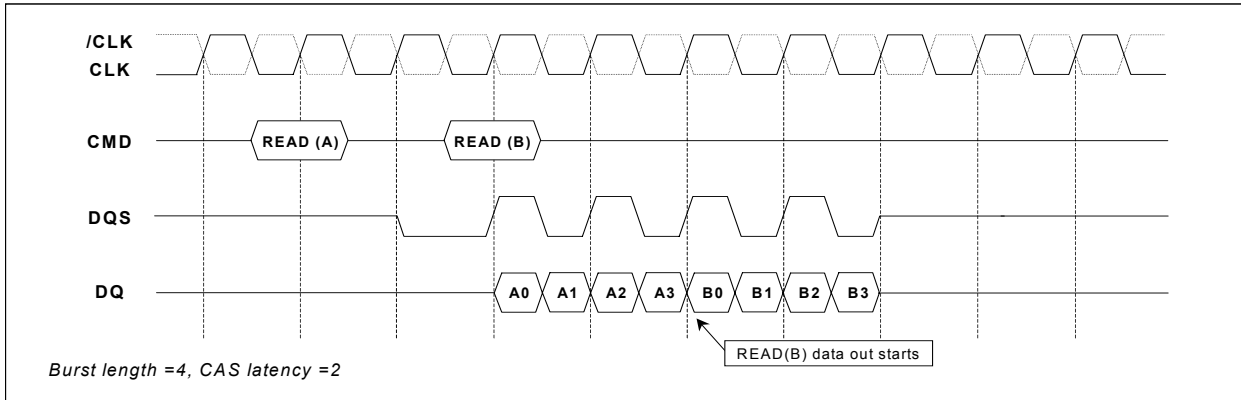 /CLK
CLK
CMD READ (A) READ (B)
DQS
DQ A0 A1 A2 A3 B0 B1 B2 B3
READ(B) data out starts
Burst length =4, CAS latency =2